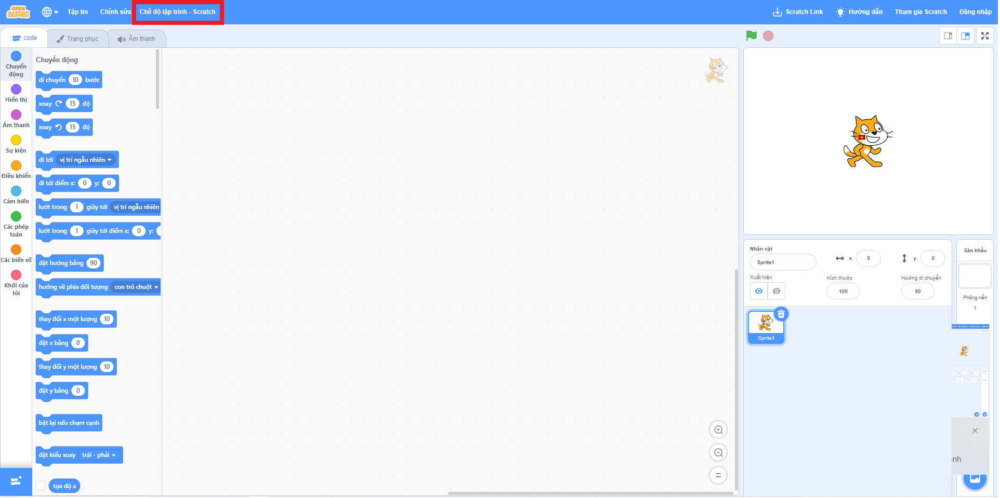 OPEN
SCRATCH
Tập tin
Chỉnh sửa
Chế độ lập trình - Scratch
Scratch Link
Hướng dẫn
Tham gia Scratch
Đăng nhập
code
Trang phục
Âm thanh
Chuyển động
Hiển thị
Âm thanh
Sự kiện
Điều khiển
Cảm biến
Các phép toán
Các biến số
Khối của tôi
Chuyển động
di chuyển 10 bước
xoay 15 độ
xoay 15 độ
đi tới vị trí ngẫu nhiên
đi tới điểm x: 0 y: 0
lướt trong 1 giây tới vị trí ngẫu nhiên
lướt trong 1 giây tới điểm x: 0 y:
đặt hướng bằng 90
hướng về phía đối tượng con trỏ chuột
thay đổi x một lượng 10
đặt x bằng 0
thay đổi y một lượng 10
đặt y bằng 0
bật lại nếu chạm cạnh
đặt kiểu xoay trái - phải
tọa độ x
Nhân vật
Sprite1
x 0
y 0
Xuất hiện
Kích thước
100
Hướng di chuyển
90
Sprite1
Sân khấu
Phông nền
1